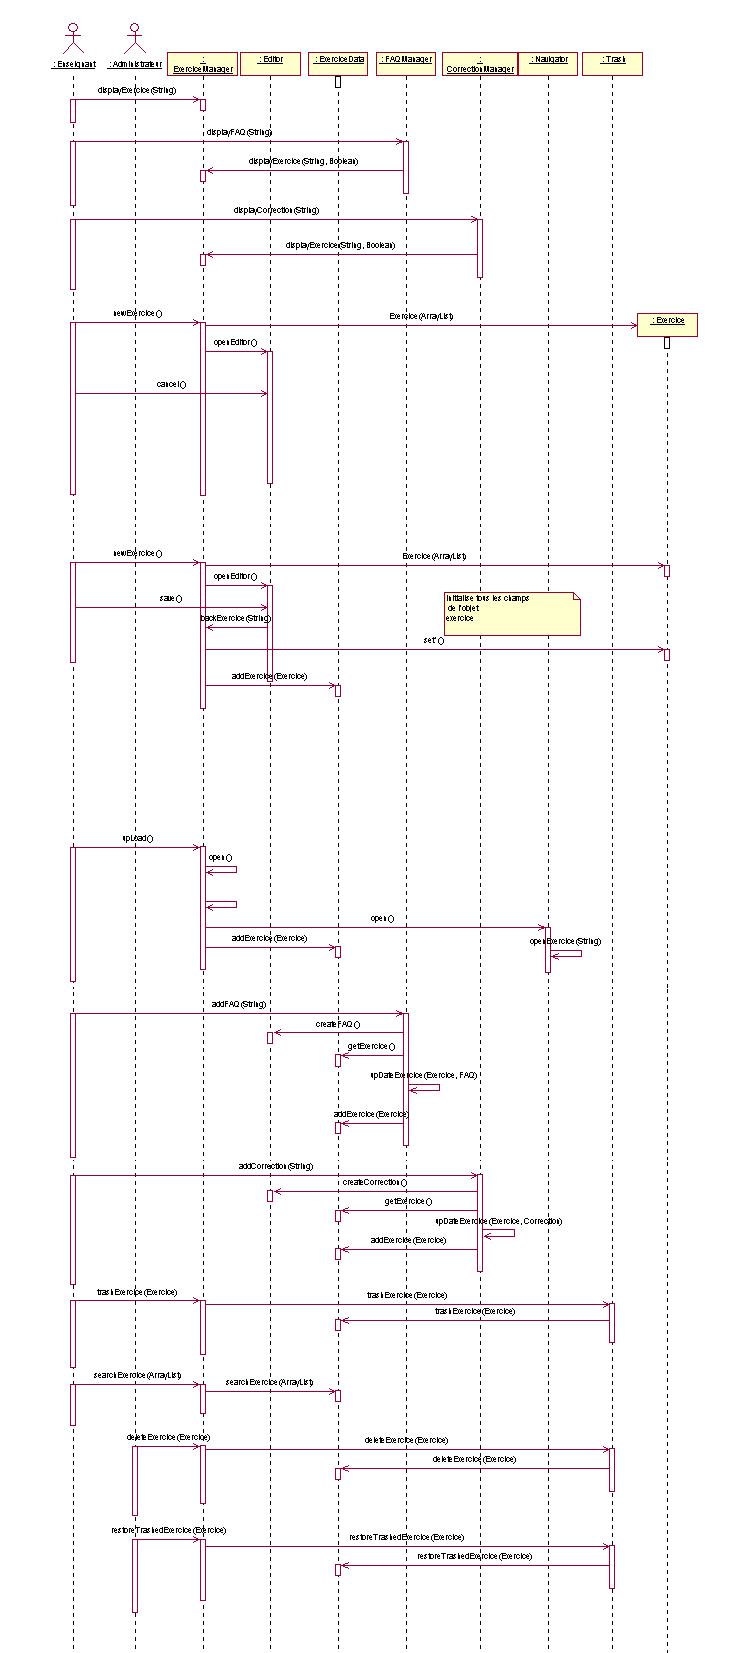 : Enseignant
: Administrateur
:
ExerciceManager
: Editor
: ExerciceData
: FAQManager
:
CorrectionManager
: Navigator
: Trash
displayExercice(String)
displayFAQ(String)
displayExercice(String, Boolean)
displayCorrection(String)
displayExercice(String, Boolean)
newExercice()
Exercice(ArrayList)
: Exercice
openEditor()
cancel()
newExercice()
Exercice(ArrayList)
openEditor()
save()
initialise tous les champs
de l'objet
exercice
backExercice(String)
set*()
addExercice(Exercice)
upLoad()
open()
open()
addExercice(Exercice)
openExercice(String)
addFAQ(String)
createFAQ()
getExercice()
upDateExercice(Exercice, FAQ)
addExercice(Exercice)
addCorrection(String)
createCorrection()
getExercice()
upDateExercice(Exercice, Correction)
addExercice(Exercice)
trashExercice(Exercice)
trashExercice(Exercice)
trashExercice(Exercice)
searchExercice(ArrayList)
searchExercice(ArrayList)
deleteExercice(Exercice)
deleteExercice(Exercice)
deleteExercice(Exercice)
restoreTrashedExercice(Exercice)
restoreTrashedExercice(Exercice)
restoreTrashedExercice(Exercice)